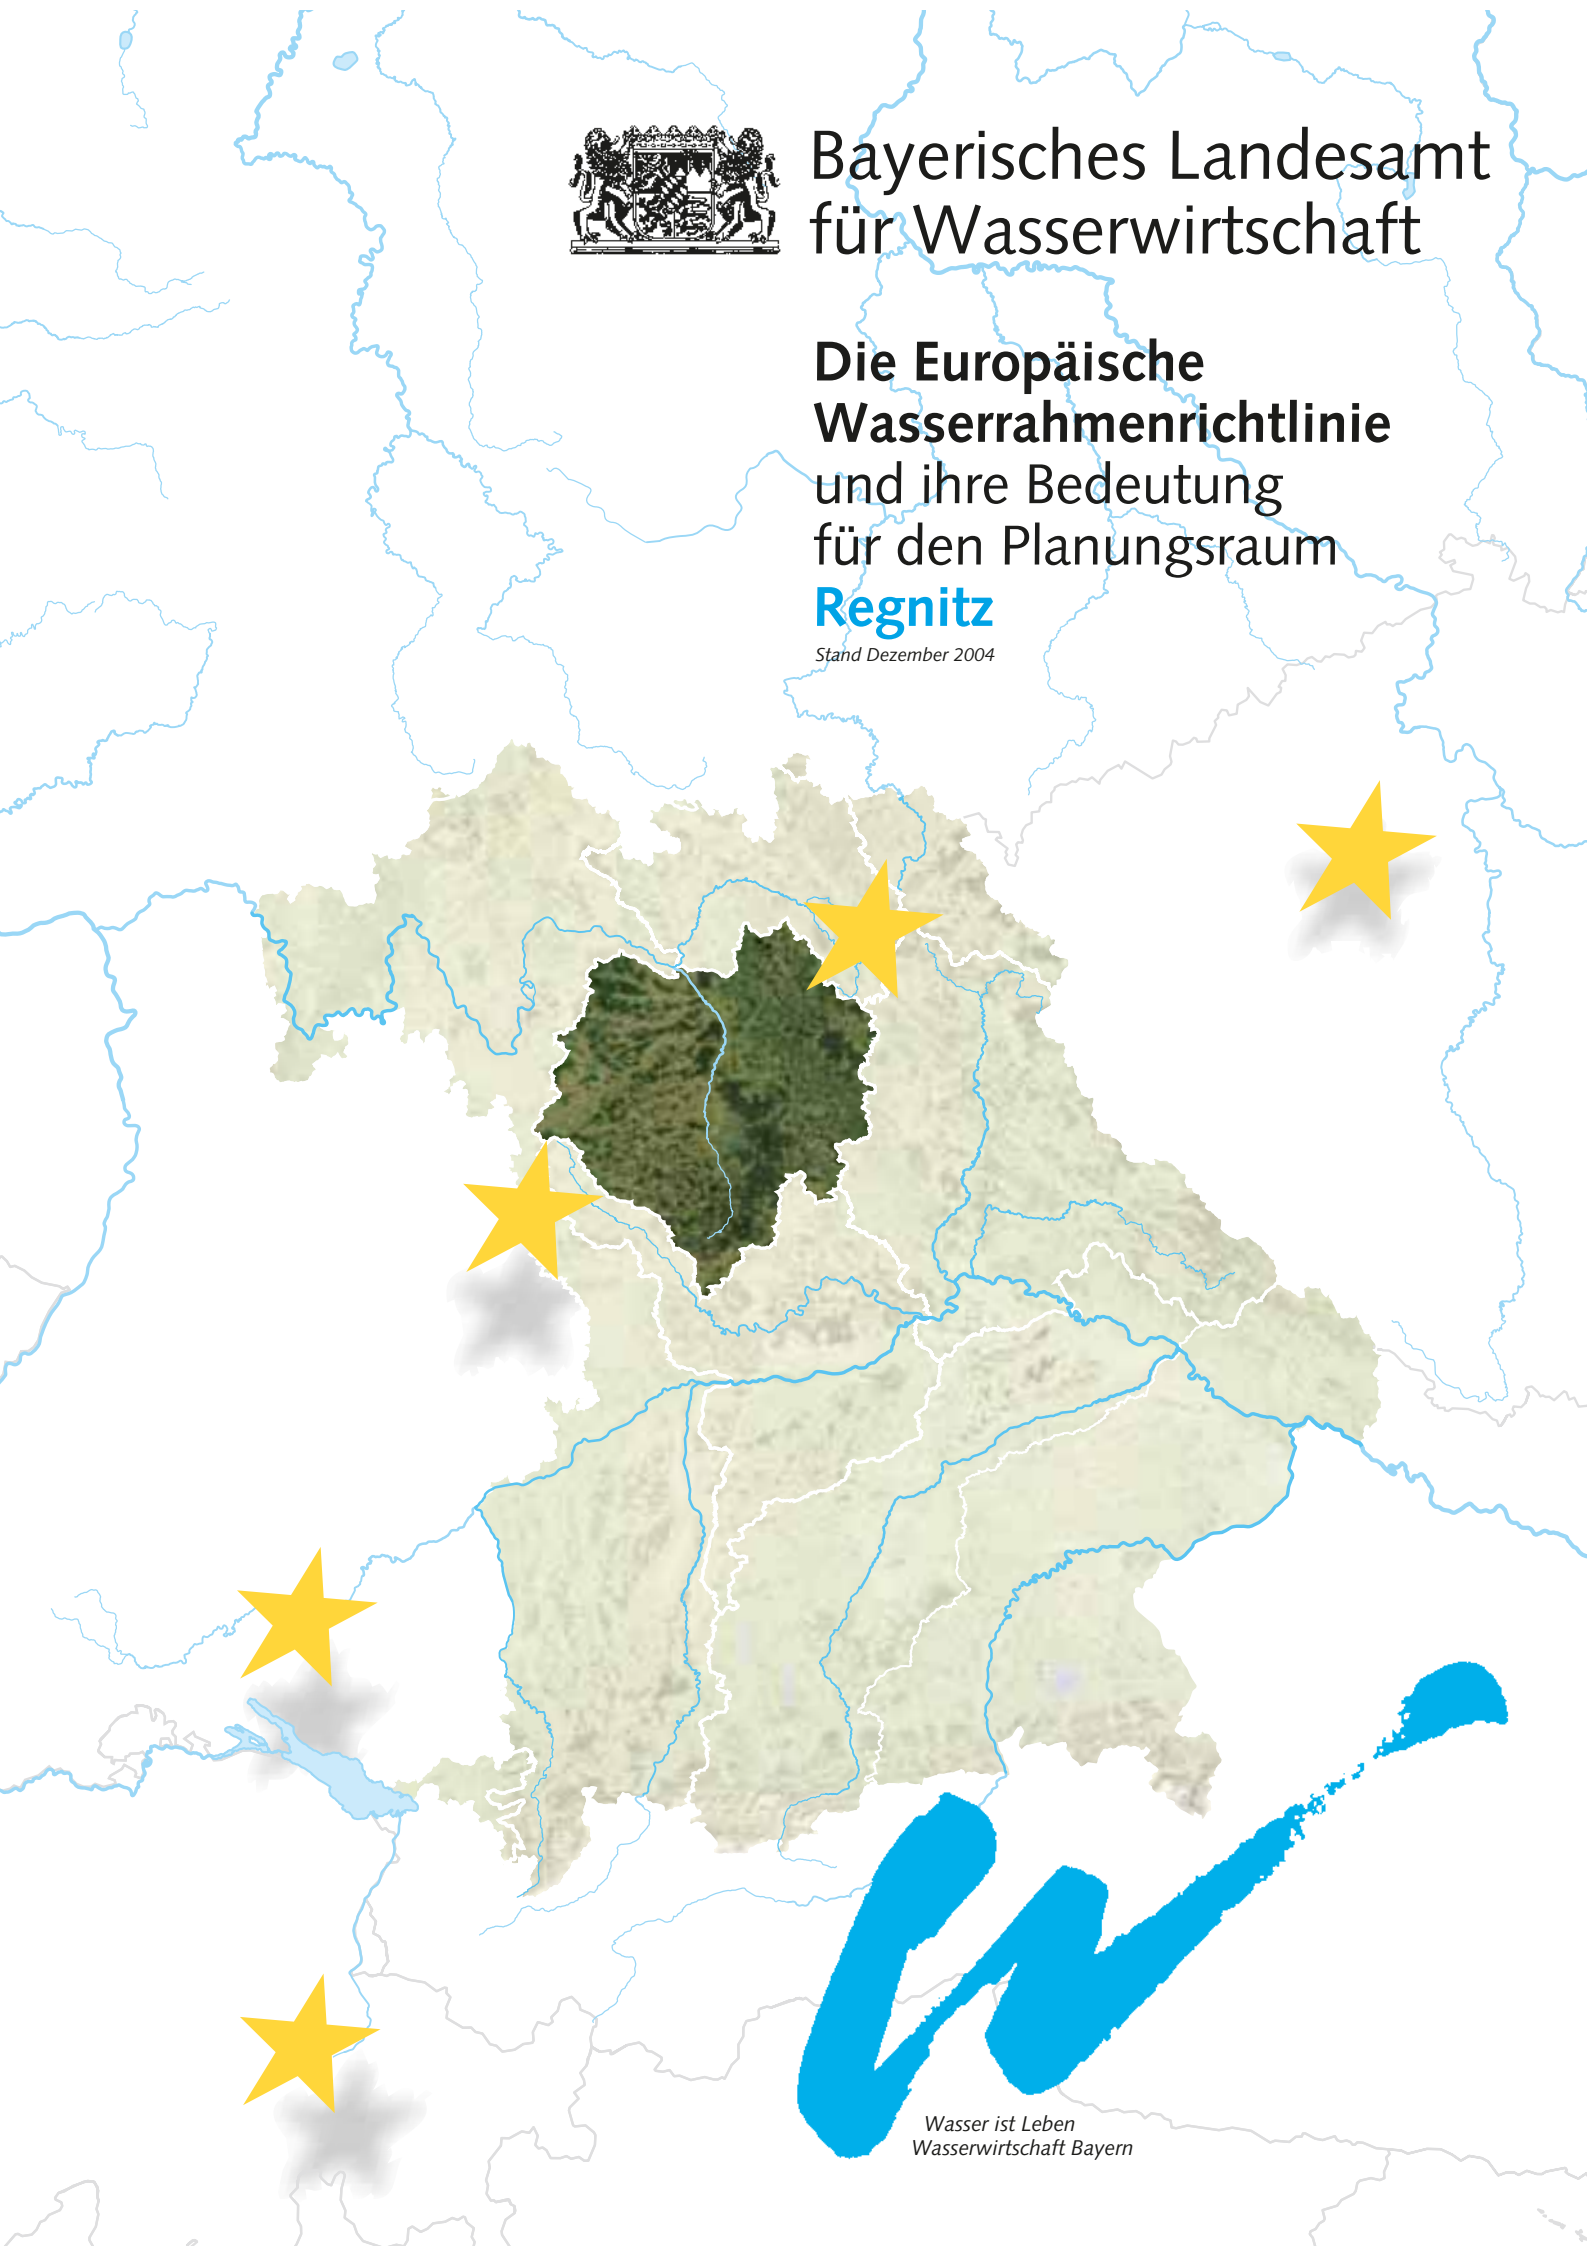 Bayerisches Landesamt
für Wasserwirtschaft
Die Europäische
Wasserrahmenrichtlinie
und ihre Bedeutung
für den Planungsraum
Regnitz
Stand Dezember 2004
Wasser ist Leben
Wasserwirtschaft Bayern